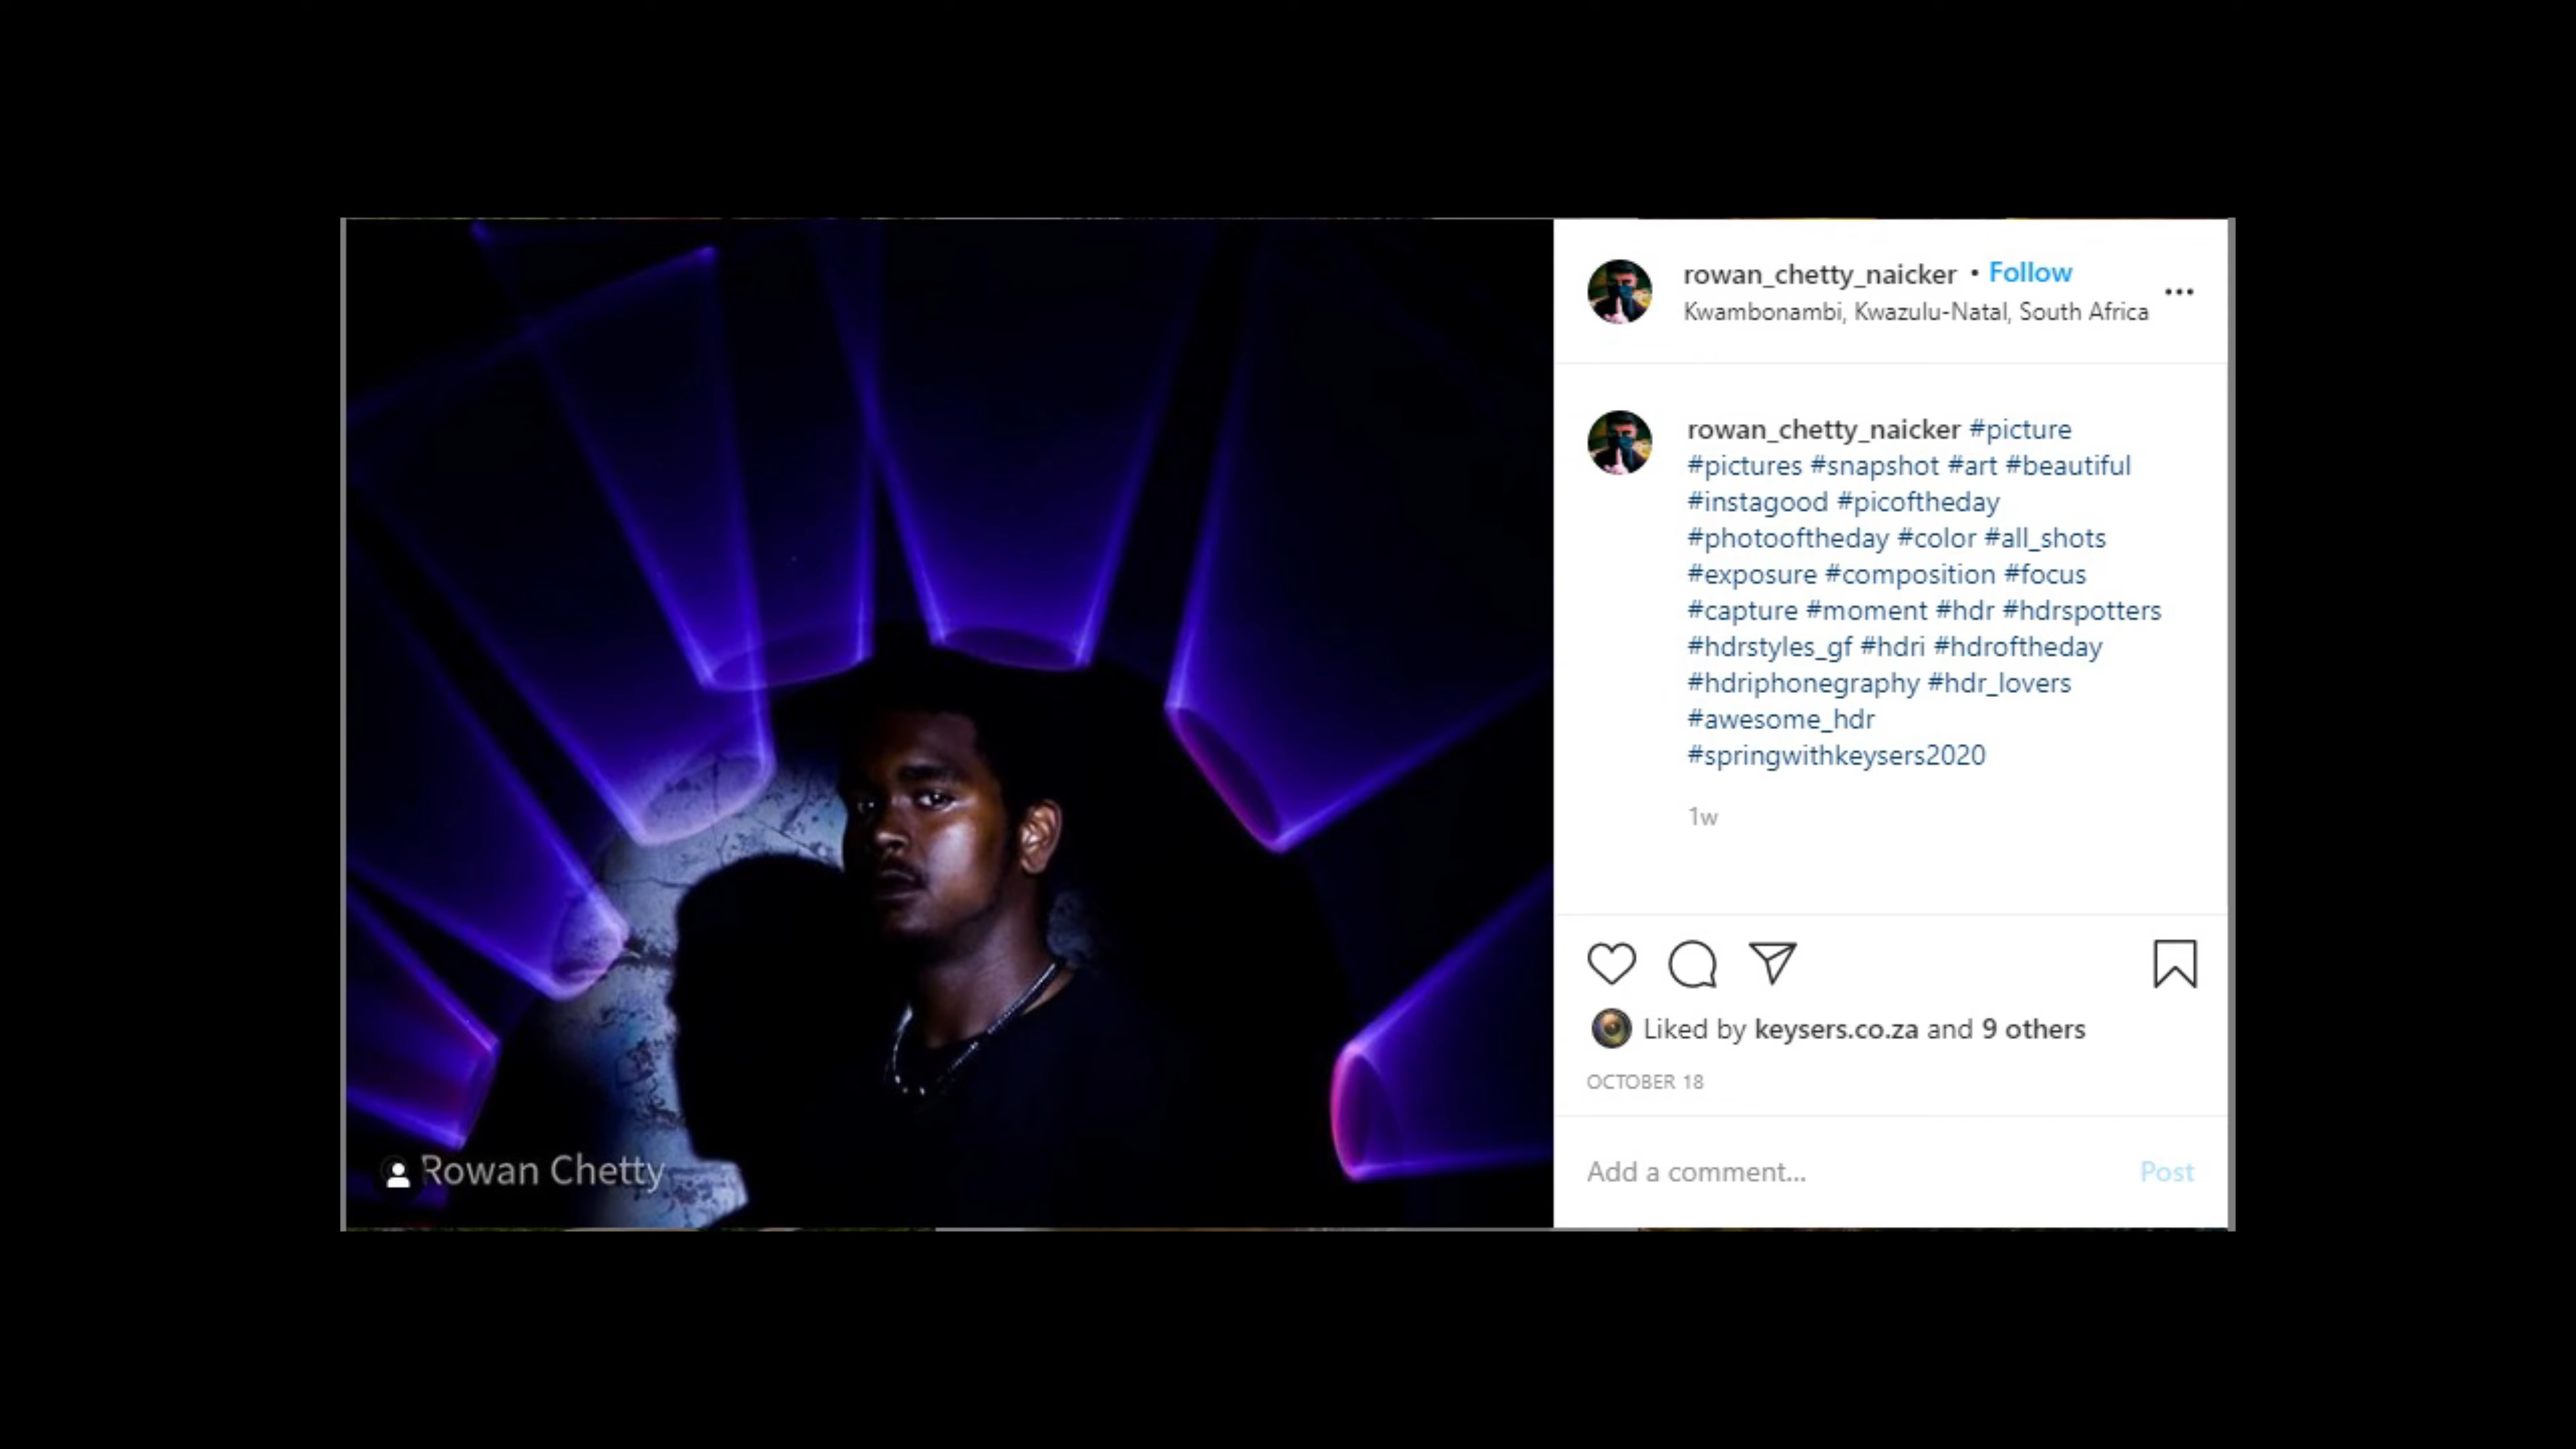 Rowan Chetty
rowan_chetty_naicker • Follow
Kwambonambi, Kwazulu-Natal, South Africa
rowan_chetty_naicker #picture
#pictures #snapshot #art #beautiful
#instagood #picoftheday
#photooftheday #color #all_shots
#exposure #composition #focus
#capture #moment #hdr #hdrspotters
#hdrstyles_gf #hdri #hdroftheday
#hdriphonegraphy #hdr_lovers
#awesome_hdr
#springwithkeysers2020
1w
Liked by keysers.co.za and 9 others
OCTOBER 18
Add a comment... Post